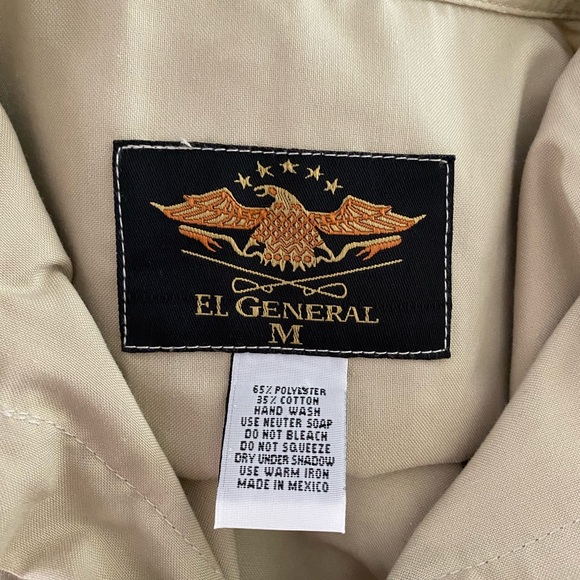 EL GENERAL
M
65% POLYESTER
35% COTTON
HAND WASH
USE NEUTER SOAP
DO NOT BLEACH
DO NOT SQUEEZE
DRY UNDER SHADOW
USE WARM IRON
MADE IN MEXICO